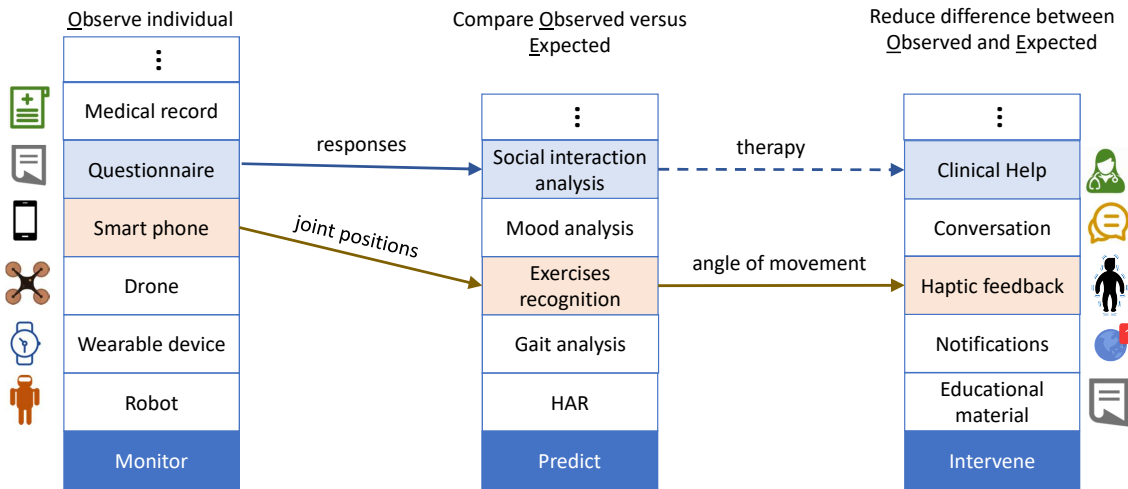 Observe individual
Compare Observed versus
Expected
Reduce difference between
Observed and Expected
Medical record
Questionnaire
Smart phone
Drone
Wearable device
Robot
Monitor
responses
joint positions
Social interaction
analysis
Mood analysis
Exercises
recognition
Gait analysis
HAR
Predict
therapy
angle of movement
Clinical Help
Conversation
Haptic feedback
Notifications
Educational
material
Intervene